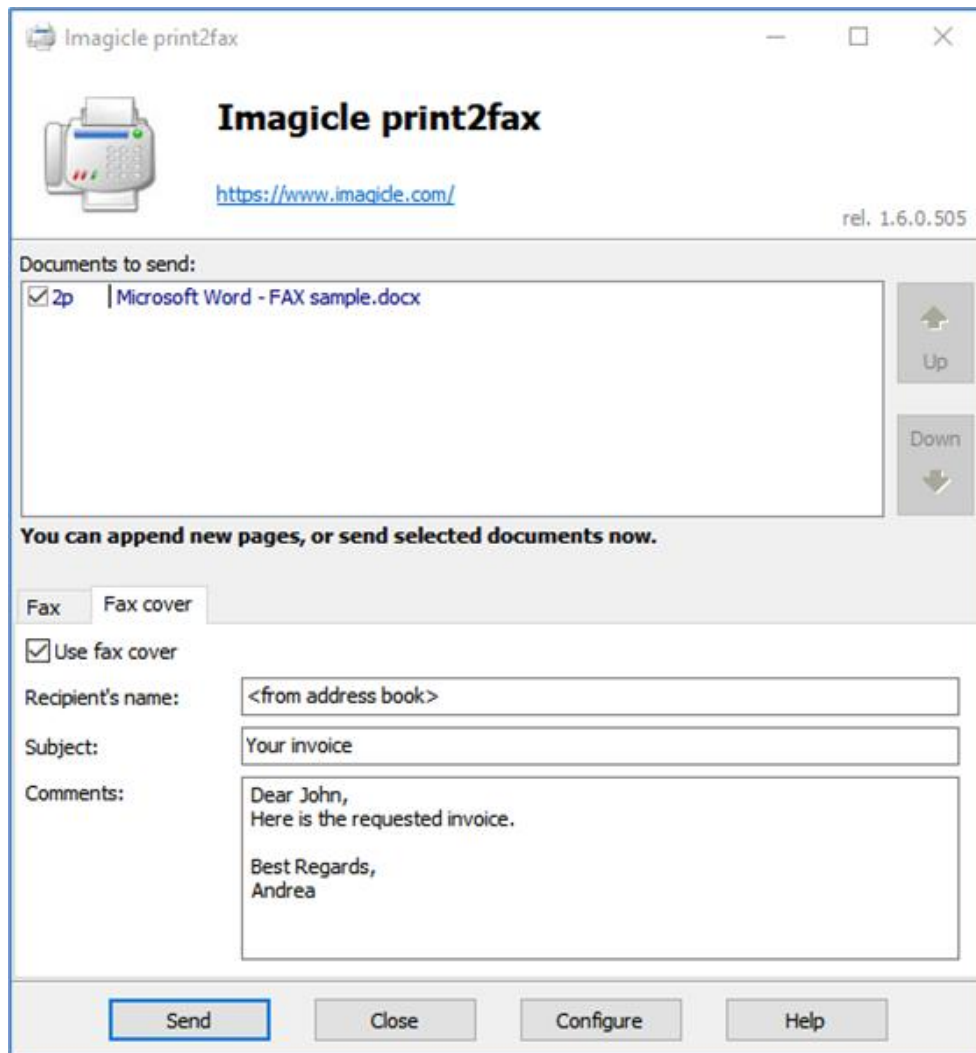 Imagicle print2fax
Imagicle print2fax
https://www.imagicle.com/
rel. 1.6.0.505
Documents to send:
2p Microsoft Word - FAX sample.docx
Up
Down
You can append new pages, or send selected documents now.
Fax Fax cover
Use fax cover
Recipient's name: <from address book>
Subject: Your invoice
Comments: Dear John,
Here is the requested invoice.
Best Regards,
Andrea
Send Close Configure Help